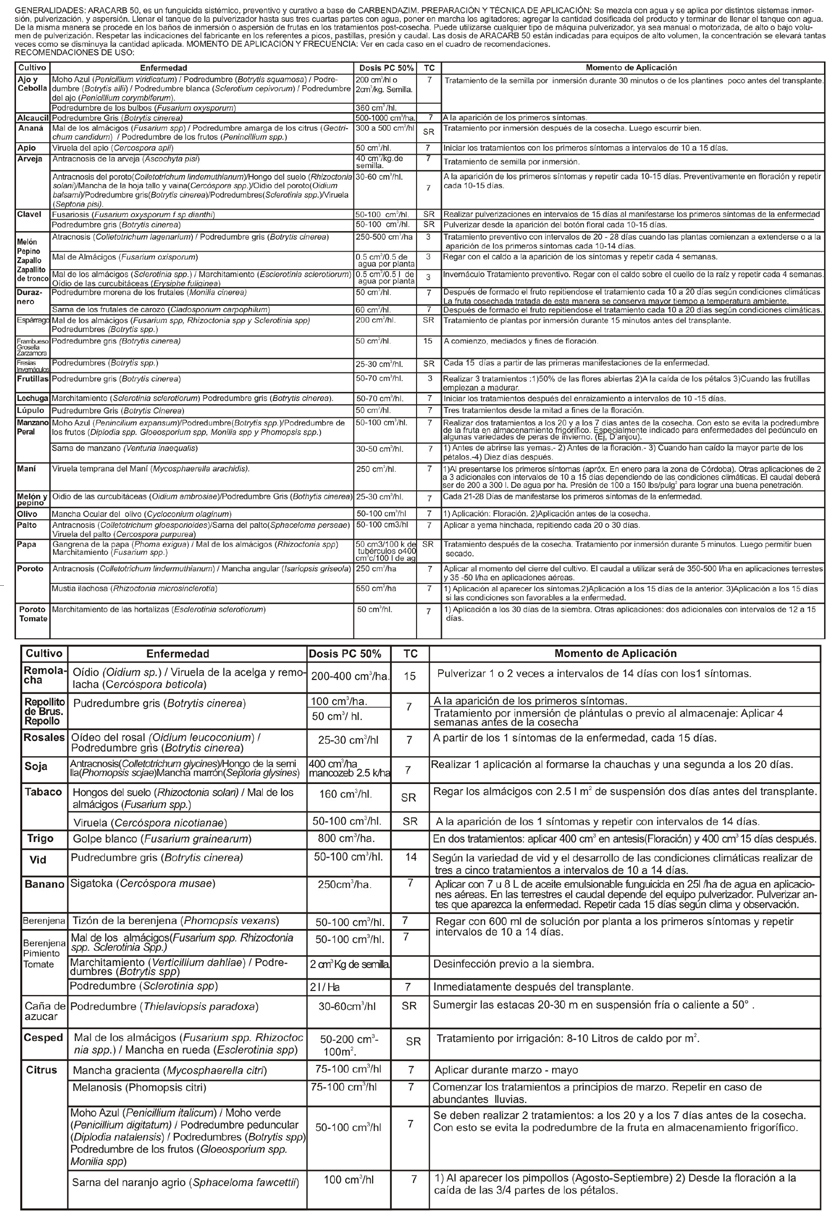 GENERALIDADES: ARACARB 50, es un funguicida sistémico, preventivo y curativo a base de CARBENDAZIM. PREPARACIÓN Y TÉCNICA DE APLICACIÓN: Se mezcla con agua y se aplica por distintos sistemas inmer-
sión, pulverización, y aspersión. Llenar el tanque de la pulverizador hasta sus tres cuartas partes con agua, poner en marcha los agitadores; agregar la cantidad dosificada del producto y terminar de llenar el tanque con agua.
De la misma manera se procede en los baños de inmersión o aspersión de frutas en los tratamientos post-cosecha. Puede utilizarse cualquier tipo de máquina pulverizador, ya sea manual o motorizada, de alto o bajo volu-
men de pulverización. Respetar las indicaciones del fabricante en los referentes a picos, pastillas, presión y caudal. Las dosis de ARACARB 50 están indicadas para equipos de alto volumen, la concentración se elevará tantas
veces como se disminuya la cantidad aplicada. MOMENTO DE APLICACIÓN Y FRECUENCIA: Ver en cada caso en el cuadro de recomendaciones.
RECOMENDACIONES DE USO:
Cultivo Enfermedad Dosis PC 50% TC Momento de Aplicación
Ajo y Cebolla Moho Azul (Penicillium viridicatum) / Podredumbre (Botrytis squamosa) / Podre-
dumbre (Botrytis allii) / Podredumbre blanca (Sclerotium cepivorum) / Podredumbre
del ajo (Penicillium corymbiferum). 200 cm³/hl o 2cm³/kg. Semilla. 7 Tratamiento de la semilla por inmersión durante 30 minutos o de los plantines poco antes del transplante.
Podredumbre de los bulbos (Fusarium oxysporum) 360 cm³/hl.
Alcaucil Podredumbre Gris (Botrytis cinerea) 500-1000 cm³/ha. 7 A la aparición de los primeros síntomas.
Ananá Mal de los almácigos (Fusarium spp) / Podredumbre amarga de los citrus (Geotri-
chum candidum) / Podredumbre de los frutos (Penincillium spp.) 300 a 500 cm³/hl SR Tratamiento por inmersión después de la cosecha. Luego escurrir bien.
Apio Viruela del apio (Cercospora apii) 50 cm³/hl. 7 Iniciar los tratamientos con los primeros síntomas a intervalos de 10 a 15 días.
Arveja Antracnosis de la arveja (Ascochyta pisi) 40 cm³/kg.de semilla. 7 Tratamiento de semilla por inmersión.
Antracnosis del poroto(Colletotrichum lindemuthianum)/Hongo del suelo (Rhizoctonia
solani)/Mancha de la hoja tallo y vaina(Cercóspora spp.)/Oidio del poroto(Oidium
balsami)/Podredumbre gris(Botrytis cinerea)/Podredumbres(Sclerotinia spp.)/Viruela
(Septoria pisi). 30-60 cm³/hl. 7 A la aparición de los primeros síntomas y repetir cada 10-15 días. Preventivamente en floración y repetir
cada 10-15 días.
Clavel Fusariosis (Fusarium oxysporum f sp dianthi) 50-100 cm³/hl. SR Realizar pulverizaciones en intervalos de 15 días al manifestarse los primeros síntomas de la enfermedad
Podredumbre gris (Botrytis cinerea) 50-100 cm³/hl. SR Pulverizar desde la aparición del botón floral cada 10-15 días.
Melón Pepino Zapallo Zapallito de tronco Atracnosis (Colletotrichum lagenarium) / Podredumbre gris (Botrytis cinerea) 250-500 cm³/ha 3 Tratamiento preventivo con intervalos de 20 - 28 días cuando las plantas comienzan a extenderse o a la
aparición de los primeros síntomas cada 10-14 días.
Mal de Almácigos (Fusarium oxisporum) 0.5 cm³/0.5 de agua por planta 3 Regar con el caldo a la aparición de síntomas y repetir cada 4 semanas.
Mal de los almácigos (Sclerotinia spp.) / Marchitamiento (Esclerotinia sclerotiorum)
Oídio de las curcubitáceas (Erysiphe fuliginea) 0.5 cm³/0.5 l de agua por planta 3 Invernáculo Tratamiento preventivo. Regar con el caldo sobre el cuello de la raíz y repetir cada 4 semanas.
Duraz-
nero Podredumbre morena de los frutales (Monilia cinerea) 50 cm³/hl. 7 Después de formado el fruto repitiendose el tratamiento cada 10 a 20 días según condiciones climáticas
La fruta cosechada tratada de esta manera se conserva mayor tiempo a temperatura ambiente.
Sarna de los frutales de carozo (Cladosporium carpophilum) 60 cm³/hl. 7 Después de formado el fruto repitiendose el tratamiento cada 10 a 20 días según condiciones climáticas.
Espárrago Mal de los almácigos (Fusarium spp, Rhizoctonia spp y Sclerotinia spp)
Podredumbres (Botrytis spp.) 200 cm³/hl. SR Tratamiento de plantas por inmersión durante 15 minutos antes del transplante.
Frambueso Grosella Zarzamora Podredumbre gris (Botrytis cinerea) 50 cm³/hl. 15 A comienzo, mediados y fines de floración.
Fresias Invernáculos Podredumbres (Botrytis spp.) 25-30 cm³/hl. SR Cada 15 días a partir de las primeras manifestaciones de la enfermedad.
Frutillas Podredumbre gris (Botrytis cinerea) 50-70 cm³/hl. 3 Realizar 3 tratamientos :1)50% de las flores abiertas 2)A la caída de los pétalos 3)Cuando las frutillas
emplezan a madurar.
Lechuga Marchitamiento (Sclerotinia sclerotiorum) Podredumbre gris (Botrytis cinerea). 50-70 cm³/hl. 7 Iniciar los tratamientos después del enraizamiento a intervalos de 10 -15 días.
Lúpulo Pudredumbre Gris (Botrytis Cinerea) 50 cm³/hl. 7 Tres tratamientos desde la mitad a fines de la floración.
Manzano Peral Moho Azul (Penincilium expansum)/Podredumbre(Botrytis spp.)/Podredumbre de
los frutos (Diplodia spp. Gloeosporium spp, Monilia spp y Phomopsis spp.) 50-100 cm³/hl. 7 Realizar dos tratamientos a los 20 y a los 7 días antes de la cosecha. Con esto se evita la podredumbre
de la fruta en almacenamiento frigorífico. Especialmente indicado para enfermedades del pedúnculo en
algunas variedades de peras de invierno. (Ej, D'anjou).
Sarna de manzano (Venturia inaequalis) 30-50 cm³/hl. 7 1) Antes de abrirse las yemas.- 2) Antes de la floración.- 3) Cuando han caído la mayor parte de los
pétalos.-4) Diez días después.
Maní Viruela temprana del Maní (Mycosphaerella arachidis). 250 cm³/hl. 7 1)Al presentarse los primeros síntomas (apróx. En enero para la zona de Córdoba). Otras aplicaciones de 2
a 3 adicionales con intervalos de 10 a 15 días dependiendo de las condiciones climáticas. El caudal deberá
ser de 200 a 300 l. De agua por ha. Presión de 100 a 150 lbs/pulg² para lograr una buena penetración.
Melón y pepino Oidio de las curcubitáceas (Oidium ambrosiae)/Podredumbre Gris (Bothytis cinerea) 25-30 cm³/hl. 7 Cada 21-28 Días de manifestarse los primeros síntomas de la enfermedad.
Olivo Mancha Ocular del olivo (Cycloconium olaginum) 50-100 cm³/hl 7 1) Aplicación: Floración. 2)Aplicación antes de la cosecha.
Palto Antracnosis (Colletotrichum gloesporioides)/Sarna del palto(Sphaceloma perseae)
Viruela del palto (Cercospora purpurea) 50-100 cm3/hl 7 Aplicar a yema hinchada, repitiendo cada 20 o 30 días.
Papa Gangrena de la papa (Phoma exigua) / Mal de los almácigos (Rhizoctonia spp)
Marchitamiento (Fusarium spp.) 50 cm3/100 k de tubérculos o400 cm³c/100 l de ag SR Tratamiento después de la cosecha. Tratamiento por inmersión durante 5 minutos. Luego permitir buen
secado.
Poroto Antracnosis (Colletotrichum lindermuthianum) / Mancha angular (Isariopsis griseola) 250 cm³/ha 7 Aplicar al momento del cierre del cultivo. El caudal a utilizar será de 350-500 l/ha en aplicaciones terrestes
y 35 -50 l/ha en aplicaciones aéreas.
Mustia ilachosa (Rhizoctonia microsinclerotia) 550 cm³/ha 7 1) Aplicación al aparecer los síntomas.2)Aplicación a los 15 días de la anterior. 3)Aplicación a los 15 días
si las condiciones son favorables a la enfermedad.
Poroto Tomate Marchitamiento de las hortalizas (Esclerotinia sclerotiorum) 50 cm³/hl. 7 1) Aplicación a los 30 días de la siembra. Otras aplicaciones: dos adicionales con intervalos de 12 a 15
días.
Cultivo Enfermedad Dosis PC 50% TC Momento de Aplicación
Remola-
cha Oídio (Oidium sp.) / Viruela de la acelga y remo-
lacha (Cercóspora beticola) 200-400 cm³/ha. 15 Pulverizar 1 o 2 veces a intervalos de 14 días con los1 síntomas.
Repollito de Brus. Repollo Pudredumbre gris (Botrytis cinerea) 100 cm³/ha. 7 A la aparición de los primeros síntomas.
50 cm³/ hl. Tratamiento por inmersión de plántulas o previo al almacenaje: Aplicar 4
semanas antes de la cosecha
Rosales Oídeo del rosal (Oidium leucoconium) /
Podredumbre gris (Botrytis cinerea) 25-30 cm³/hl 7 A partir de los 1 síntomas de la enfermedad, cada 15 días.
Soja Antracnosis(Colletotrichum glycines)/Hongo de la semi
lla(Phomopsis sojae)Mancha marrón(Septoria glysines) 400 cm³/ha mancozeb 2.5 k/ha 7 Realizar 1 aplicación al formarse la chauchas y una segunda a los 20 días.
Tabaco Hongos del suelo (Rhizoctonia solari) / Mal de los
almácigos (Fusarium spp.) 160 cm³/hl. SR Regar los almácigos con 2.5 l m² de suspensión dos días antes del transplante.
Viruela (Cercóspora nicotianae) 50-100 cm³/hl. SR A la aparición de los 1 síntomas y repetir con intervalos de 14 días.
Trigo Golpe blanco (Fusarium grainearum) 800 cm³/ha. En dos tratamientos: aplicar 400 cm³ en antesis(Floración) y 400 cm³ 15 días después.
Vid Pudredumbre gris (Botrytis cinerea) 50-100 cm³/hl. 14 Según la variedad de vid y el desarrollo de las condiciones climáticas realizar de
tres a cinco tratamientos a intervalos de 10 a 14 días.
Banano Sigatoka (Cercóspora musae) 250cm³/ha. 7 Aplicar con 7 u 8 L de aceite emulsionable funguicida en 25l /ha de agua en aplicacio-
nes aéreas. En las terrestres el caudal depende del equipo pulverizador. Pulverizar an-
tes que aparezca la enfermedad. Repetir cada 15 días según clima y observación.
Berenjena Tizón de la berenjena (Phomopsis vexans) 50-100 cm³/hl. 7 Regar con 600 ml de solución por planta a los primeros síntomas y repetir
intervalos de 10 a 14 días.
Berenjena Pimiento Tomate Mal de los almácigos(Fusarium spp. Rhizoctonia
spp. Sclerotinia Spp.) 50-100 cm³/hl. 7
Marchitamiento (Verticillium dahliae) / Podre-
dumbres (Botrytis spp) 2 cm³Kg de semilla. Desinfección previo a la siembra.
Podredumbre (Sclerotinia spp) 2 l / Ha 7 Inmediatamente después del transplante.
Caña de azucar Podredumbre (Thielaviopsis paradoxa) 30-60cm³/hl SR Sumergir las estacas 20-30 m en suspensión fría o caliente a 50° .
Cesped Mal de los almácigos (Fusarium spp. Rhizoctoc
nia spp.) / Mancha en rueda (Esclerotinia spp) 50-200 cm³-
100m². SR Tratamiento por irrigación: 8-10 Litros de caldo por m².
Citrus Mancha gracienta (Mycosphaerella citri) 75-100 cm³/hl 7 Aplicar durante marzo - mayo
Melanosis (Phomopsis citri) 75-100 cm³/hl 7 Comenzar los tratamientos a principios de marzo. Repetir en caso de
abundantes lluvias.
Moho Azul (Penicillium italicum) / Moho verde
(Penicillium digitatum) / Podredumbre peduncular
(Diplodia nataiensis) / Podredumbres (Botrytis spp)
Podredumbre de los frutos (Gloeosporium spp.
Monilia spp) 50-100 cm³/hl 7 Se deben realizar 2 tratamientos: a los 20 y a los 7 días antes de la cosecha.
Con esto se evita la podredumbre de la fruta en almacenamiento frigorífico.
Sarna del naranjo agrio (Sphaceloma fawcettii) 100 cm³/hl 7 1) Al aparecer los pimpollos (Agosto-Septiembre) 2) Desde la floración a la
caída de las 3/4 partes de los pétalos.